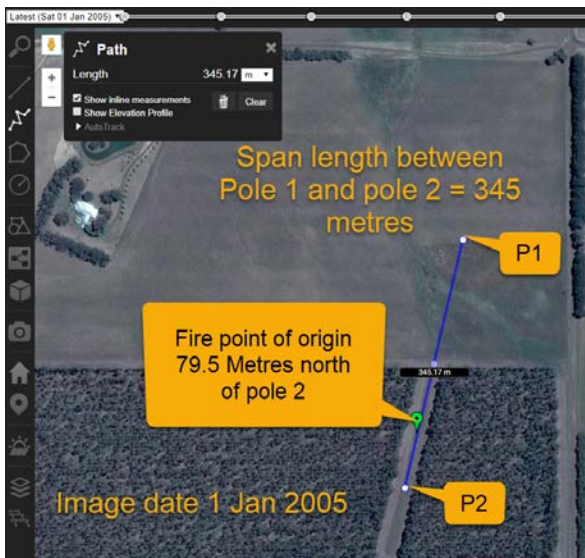 Latest (Sat 01 Jan 2005)
Path
Length 345.17 m
Show inline measurements
Clear
Show Elevation Profile
AutoTrack
Span length between
Pole 1 and pole 2 = 345
metres
P1
Fire point of origin
79.5 Metres north
of pole 2
345.17 m
Image date 1 Jan 2005
P2